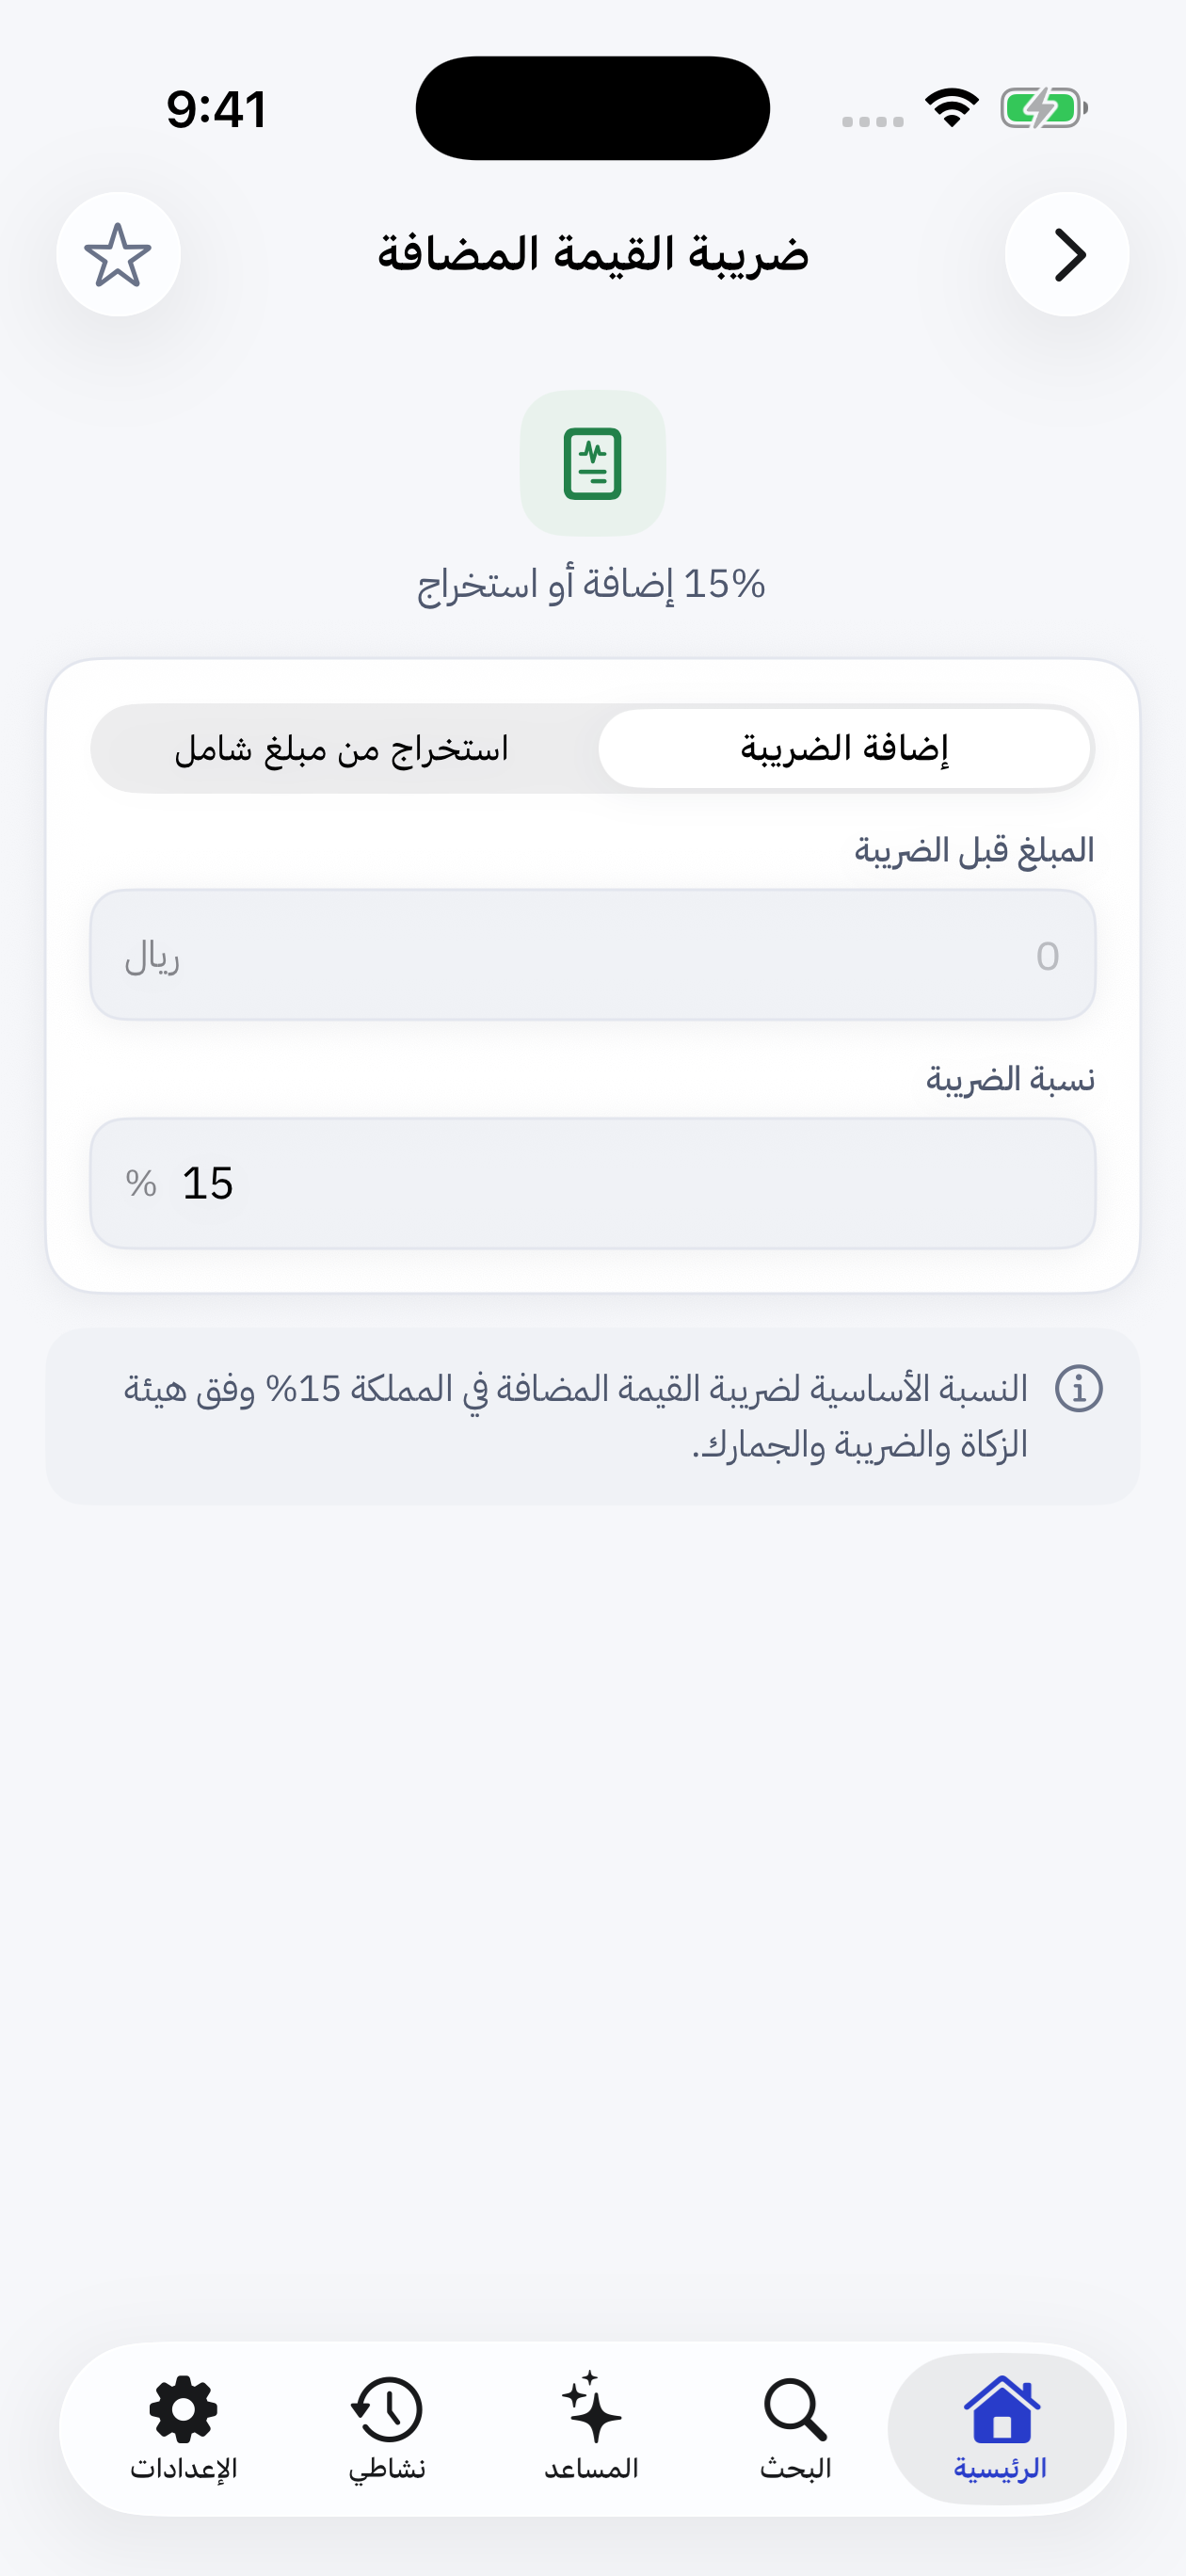 9:41
ضريبة القيمة المضافة
15% إضافة أو استخراج
إضافة الضريبة
استخراج من مبلغ شامل
المبلغ قبل الضريبة
0
ريال
نسبة الضريبة
15 %
النسبة الأساسية لضريبة القيمة المضافة في المملكة 15% وفق هيئة
الزكاة والضريبة والجمارك.
الرئيسية
البحث
المساعد
نشاطي
الإعدادات